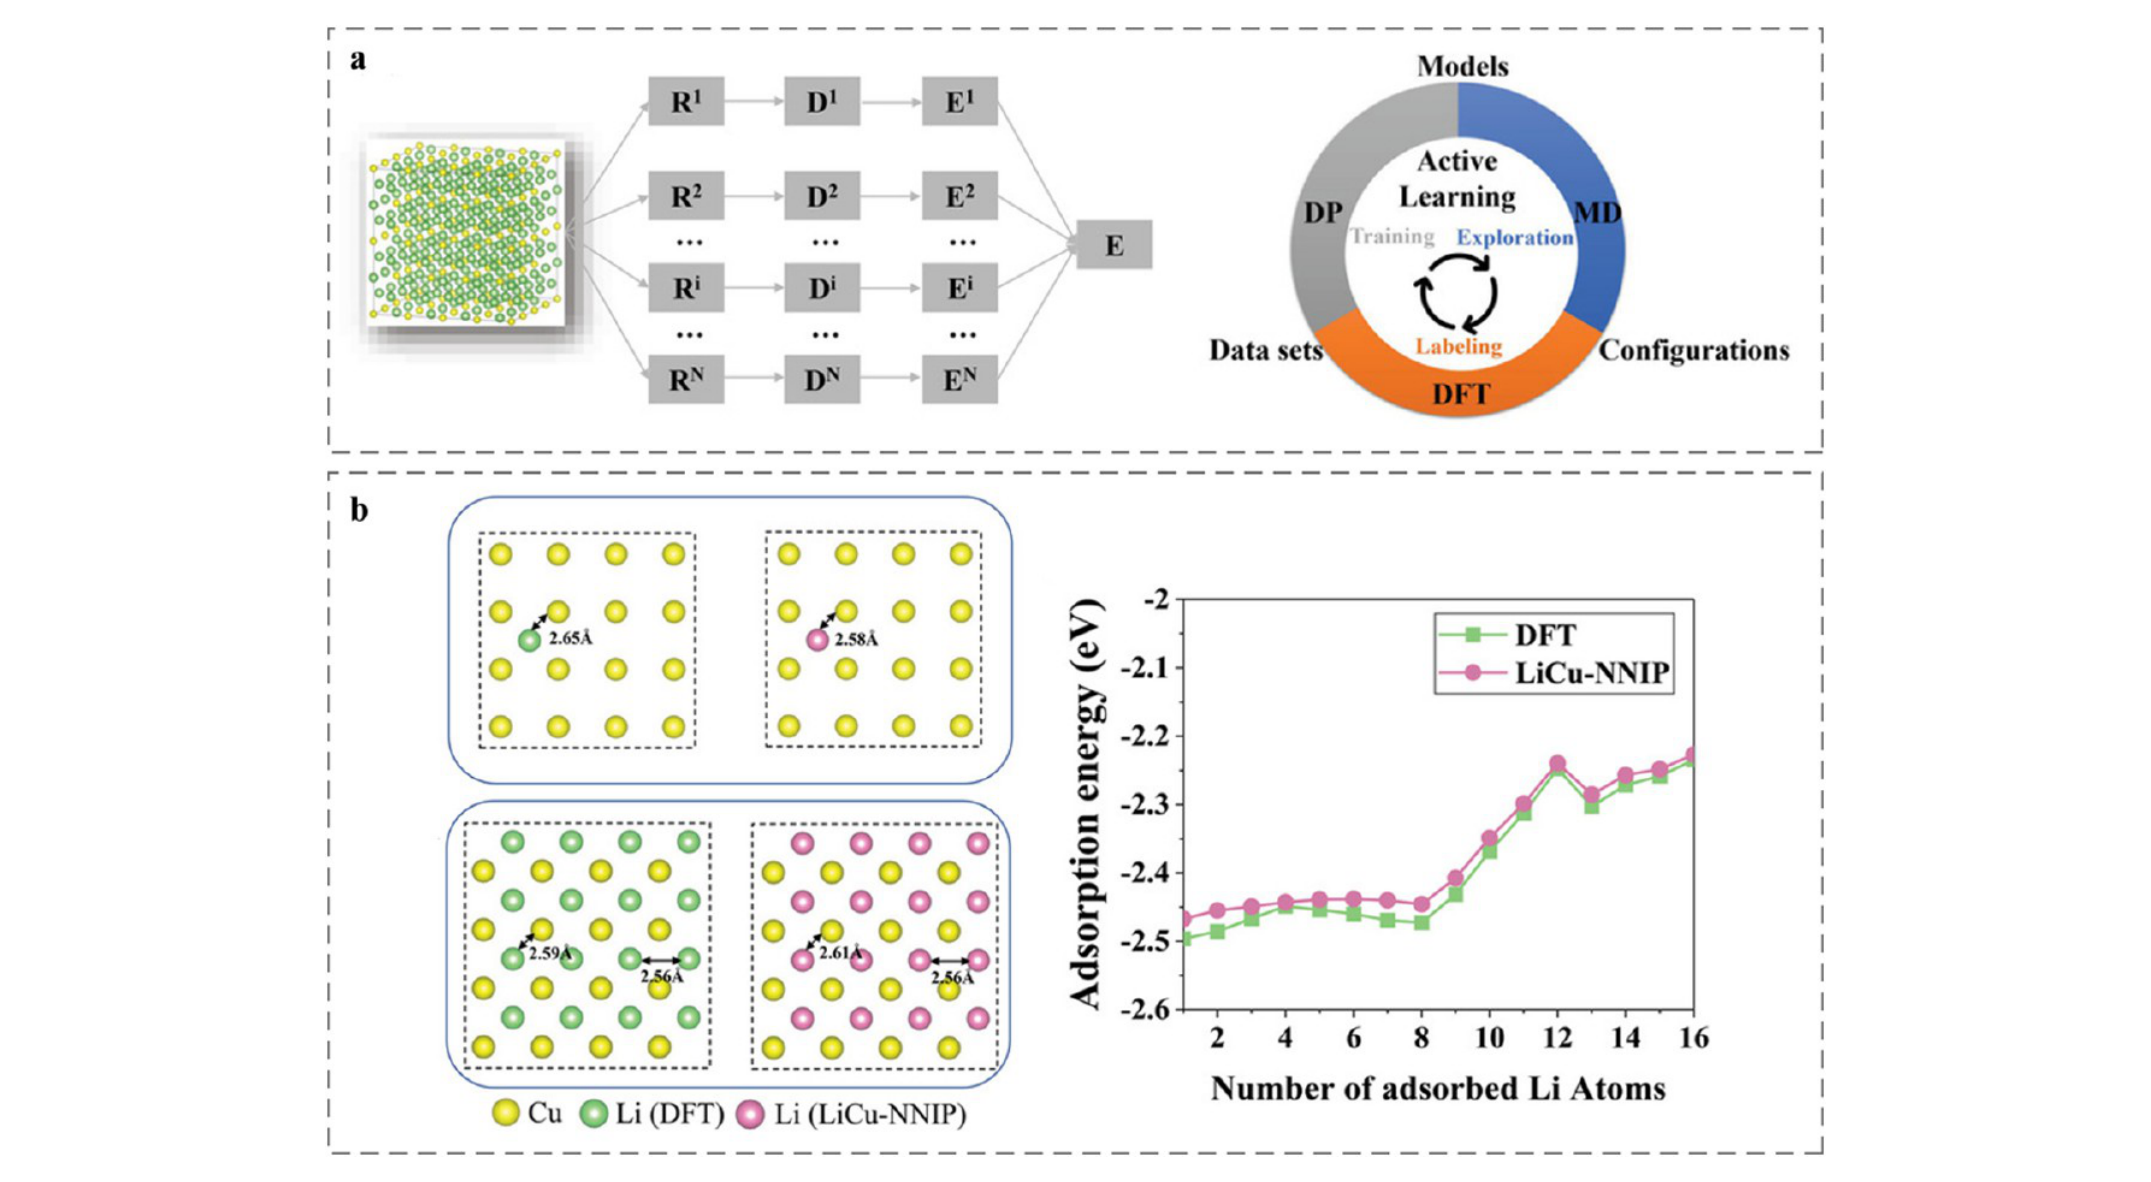 a
R¹ D¹ E¹
R² D² E²
... ... ...
Rⁱ Dⁱ Eⁱ
... ... ...
Rᴺ Dᴺ Eᴺ
E
Models
Active
Learning
DP
MD
Training Exploration
Labeling
Data sets
Configurations
DFT
b
2.65Å
2.58Å
2.59Å
2.56Å
2.61Å
2.56Å
Cu Li (DFT) Li (LiCu-NNIP)
Adsorption energy (eV)
-2
-2.1
-2.2
-2.3
-2.4
-2.5
-2.6
DFT
LiCu-NNIP
2 4 6 8 10 12 14 16
Number of adsorbed Li Atoms